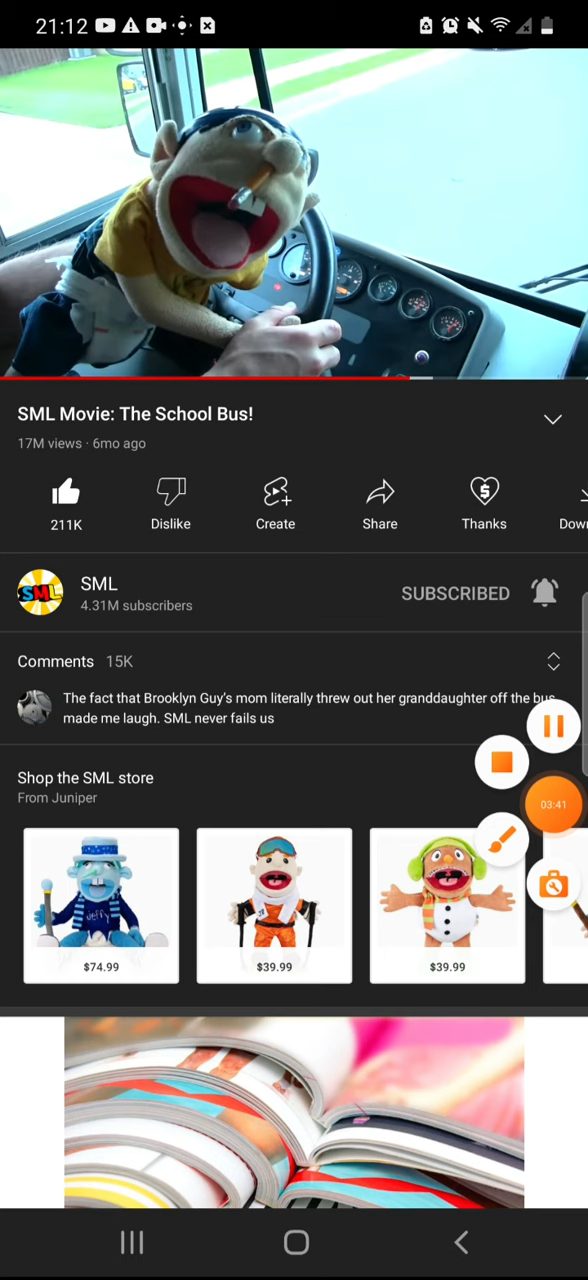 21:12
SML Movie: The School Bus!
17M views · 6mo ago
211K
Dislike
Create
Share
Thanks
Down
SML
SML
4.31M subscribers
SUBSCRIBED
Comments 15K
The fact that Brooklyn Guy's mom literally threw out her granddaughter off the bus
made me laugh. SML never fails us
Shop the SML store
From Juniper
03:41
Jeffy
$74.99
$39.99
$39.99